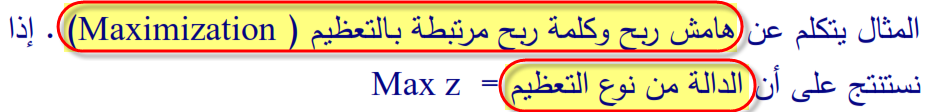 المثال يتكلم عن هامش ربح وكلمة ربح مرتبطة بالتعظيم ( Maximization). إذا
نستنتج على أن الدالة من نوع التعظيم = Max z